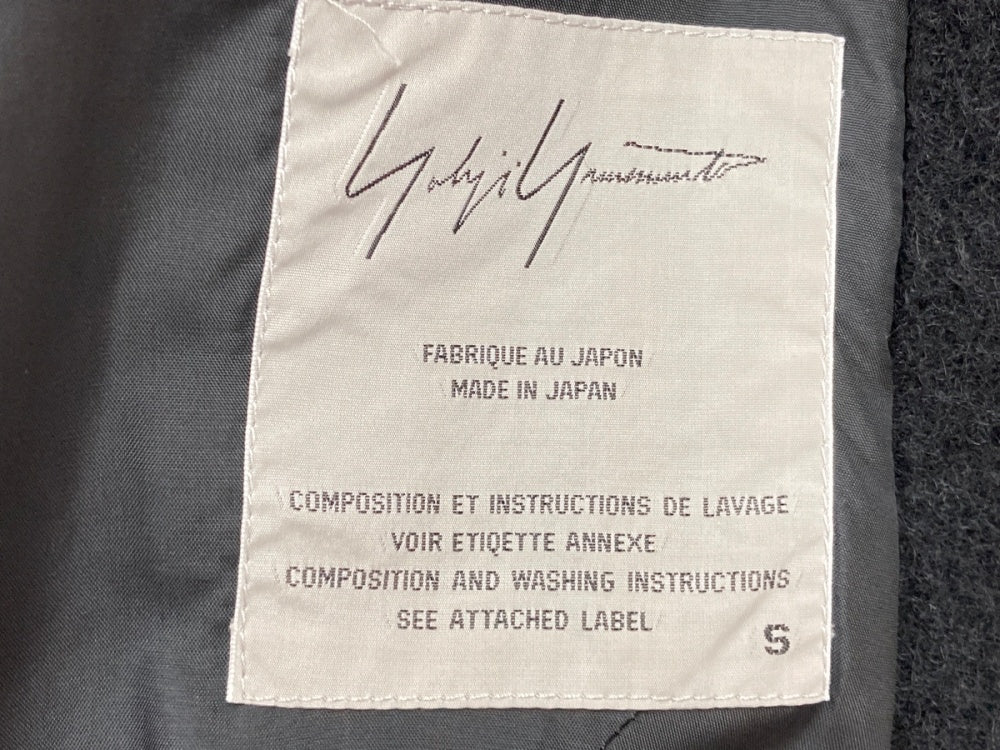 Yohji Yamamoto
FABRIQUE AU JAPON
MADE IN JAPAN
COMPOSITION ET INSTRUCTIONS DE LAVAGE
VOIR ETIQETTE ANNEXE
COMPOSITION AND WASHING INSTRUCTIONS
SEE ATTACHED LABEL
S